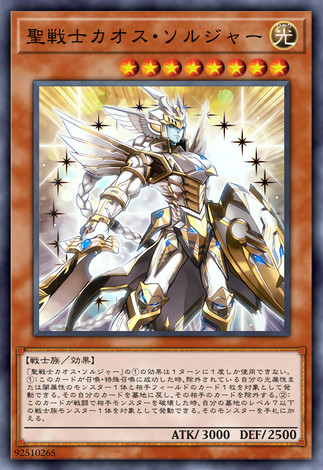 聖戦士カオス・ソルジャー
光
【戦士族／効果】
「聖戦士カオス・ソルジャー」の①の効果は１ターンに１度しか使用できない。
①：このカードが召喚・特殊召喚に成功した時、除外されている自分の光属性ま
たは闇属性のモンスター１体と相手フィールドのカード１枚を対象として発
動できる。その自分のカードを墓地に戻し、その相手のカードを除外する。②：
このカードが戦闘で相手モンスターを破壊した時、自分の墓地のレベル７以下
の戦士族モンスター１体を対象として発動できる。そのモンスターを手札に加
える。
ATK/ 3000 DEF/2500
92510265